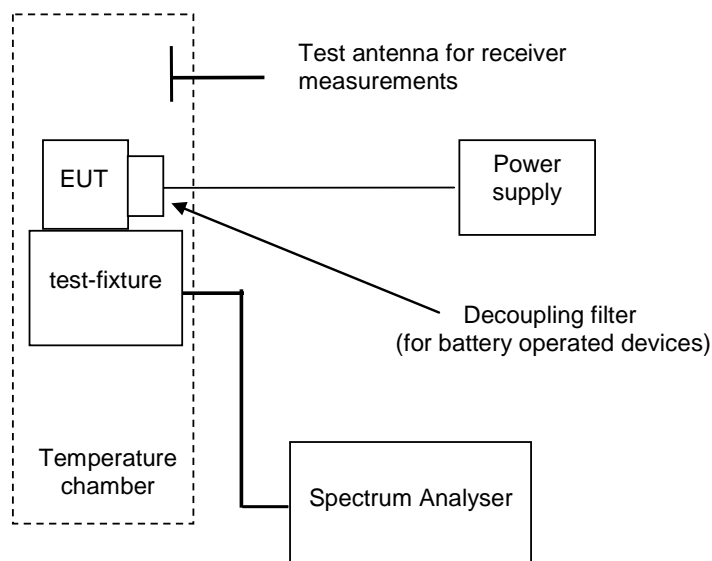 Test antenna for receiver
measurements
EUT
Power
supply
test-fixture
Decoupling filter
(for battery operated devices)
Temperature
chamber
Spectrum Analyser